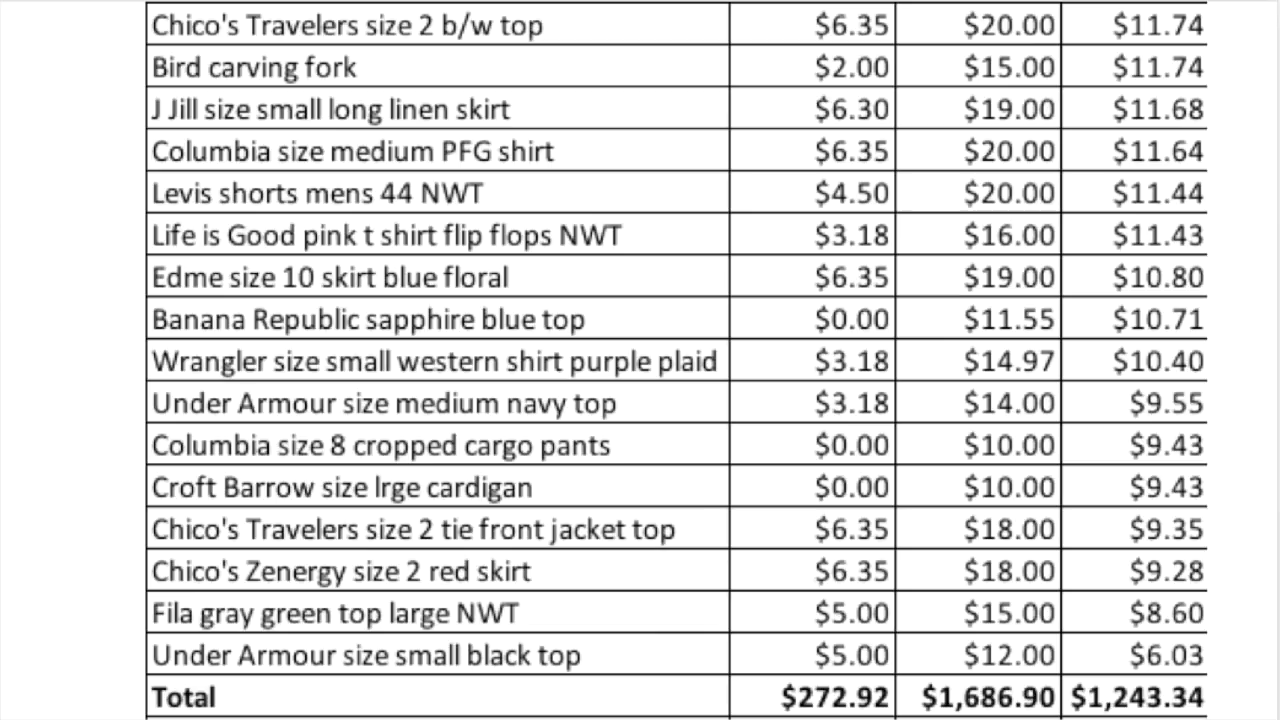 Chico's Travelers size 2 b/w top $6.35 $20.00 $11.74
Bird carving fork $2.00 $15.00 $11.74
J Jill size small long linen skirt $6.30 $19.00 $11.68
Columbia size medium PFG shirt $6.35 $20.00 $11.64
Levis shorts mens 44 NWT $4.50 $20.00 $11.44
Life is Good pink t shirt flip flops NWT $3.18 $16.00 $11.43
Edme size 10 skirt blue floral $6.35 $19.00 $10.80
Banana Republic sapphire blue top $0.00 $11.55 $10.71
Wrangler size small western shirt purple plaid $3.18 $14.97 $10.40
Under Armour size medium navy top $3.18 $14.00 $9.55
Columbia size 8 cropped cargo pants $0.00 $10.00 $9.43
Croft Barrow size lrge cardigan $0.00 $10.00 $9.43
Chico's Travelers size 2 tie front jacket top $6.35 $18.00 $9.35
Chico's Zenergy size 2 red skirt $6.35 $18.00 $9.28
Fila gray green top large NWT $5.00 $15.00 $8.60
Under Armour size small black top $5.00 $12.00 $6.03
Total $272.92 $1,686.90 $1,243.34